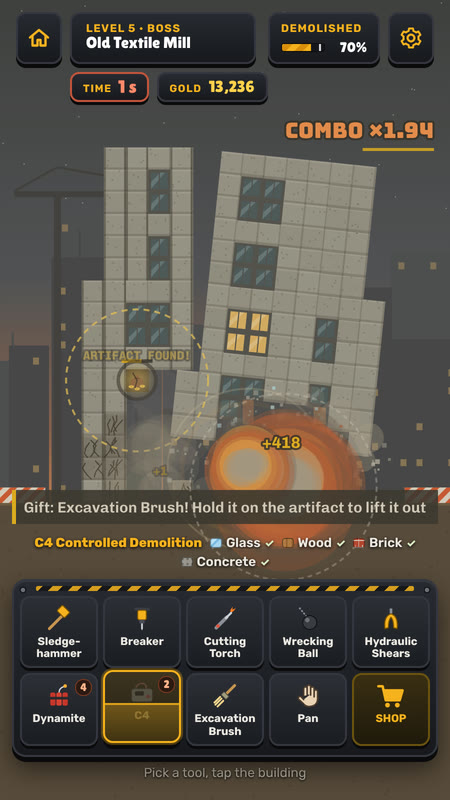 LEVEL 5 • BOSS
Old Textile Mill
DEMOLISHED
70%
TIME 1 s
GOLD 13,236
COMBO ×1.94
ARTIFACT FOUND!
+418
+1
Gift: Excavation Brush! Hold it on the artifact to lift it out
C4 Controlled Demolition Glass ✓ Wood ✓ Brick ✓
Concrete ✓
Sledge-
hammer
Breaker
Cutting
Torch
Wrecking
Ball
Hydraulic
Shears
4
Dynamite
2
C4
Excavation
Brush
Pan
SHOP
Pick a tool, tap the building